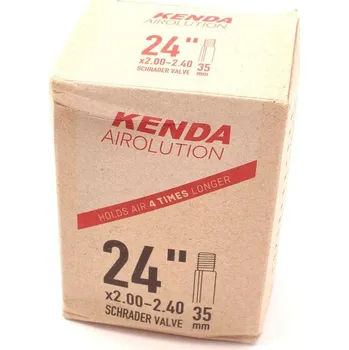 KENDA
24"
x2.00-2.40
SCHRADER VALVE
35
mm
KENDA
AIROLUTION
HOLDS AIR 4 TIMES LONGER
24"
x2.00-2.40
SCHRADER VALVE
35
mm